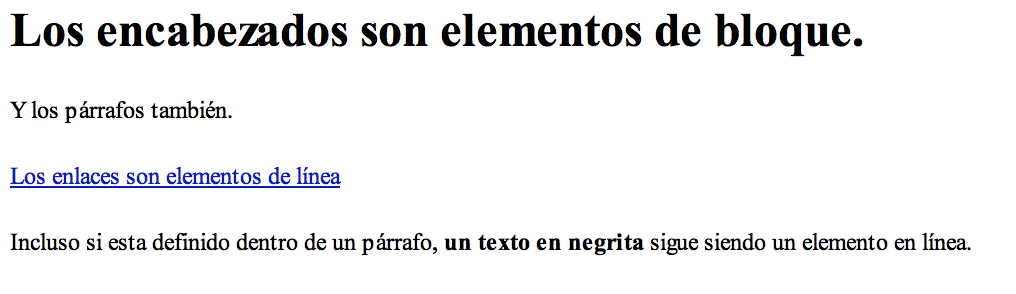 Los encabezados son elementos de bloque.
Y los párrafos también.
Los enlaces son elementos de línea
Incluso si esta definido dentro de un párrafo, un texto en negrita sigue siendo un elemento en línea.